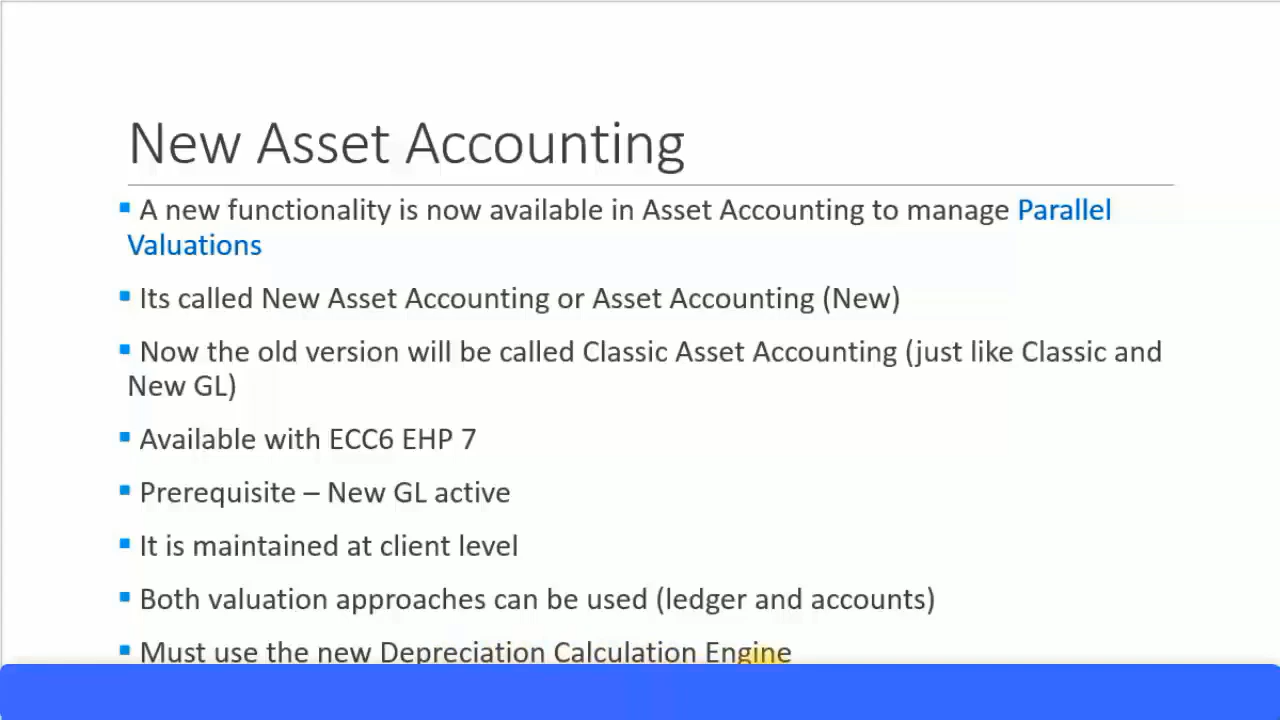 New Asset Accounting
▪ A new functionality is now available in Asset Accounting to manage Parallel
Valuations
▪ Its called New Asset Accounting or Asset Accounting (New)
▪ Now the old version will be called Classic Asset Accounting (just like Classic and
New GL)
▪ Available with ECC6 EHP 7
▪ Prerequisite – New GL active
▪ It is maintained at client level
▪ Both valuation approaches can be used (ledger and accounts)
▪ Must use the new Depreciation Calculation Engine